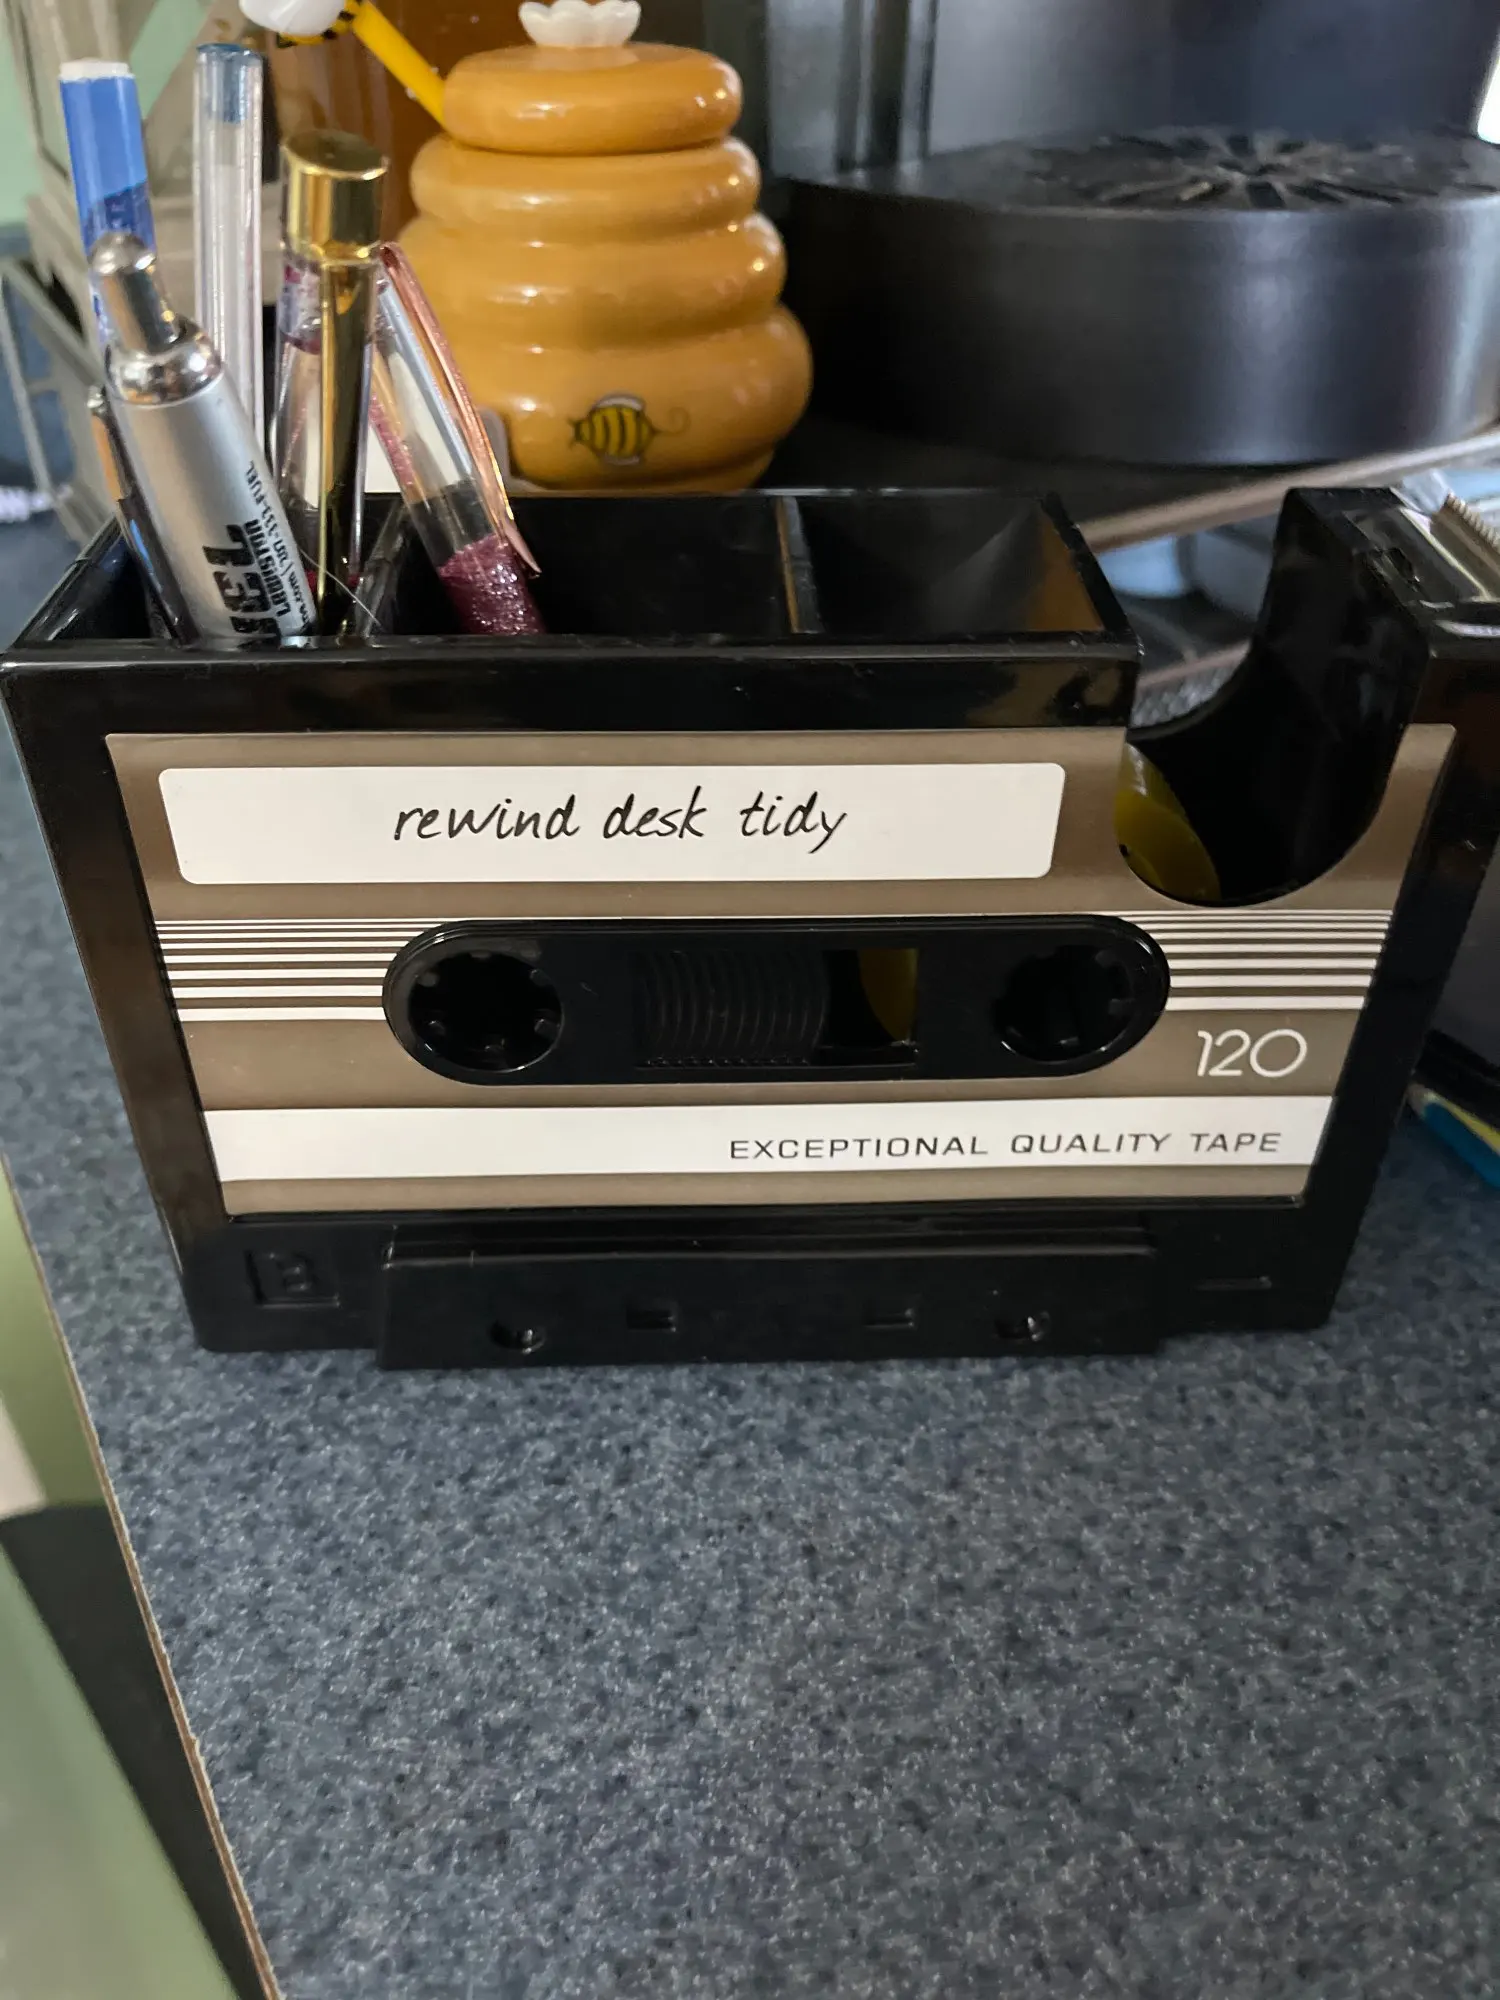 rewind desk tidy
120
EXCEPTIONAL QUALITY TAPE
B